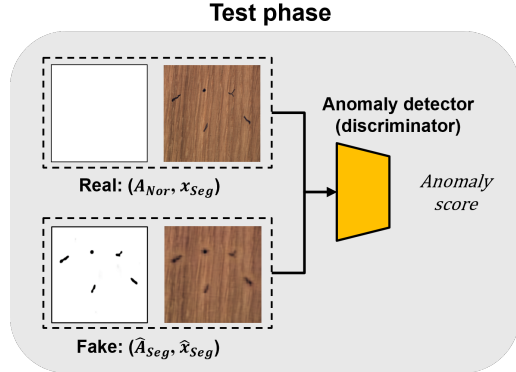 Test phase
Anomaly detector
(discriminator)
Real: (A_Nor, x_Seg)
Anomaly
score
Fake: (Â_Seg, x̂_Seg)